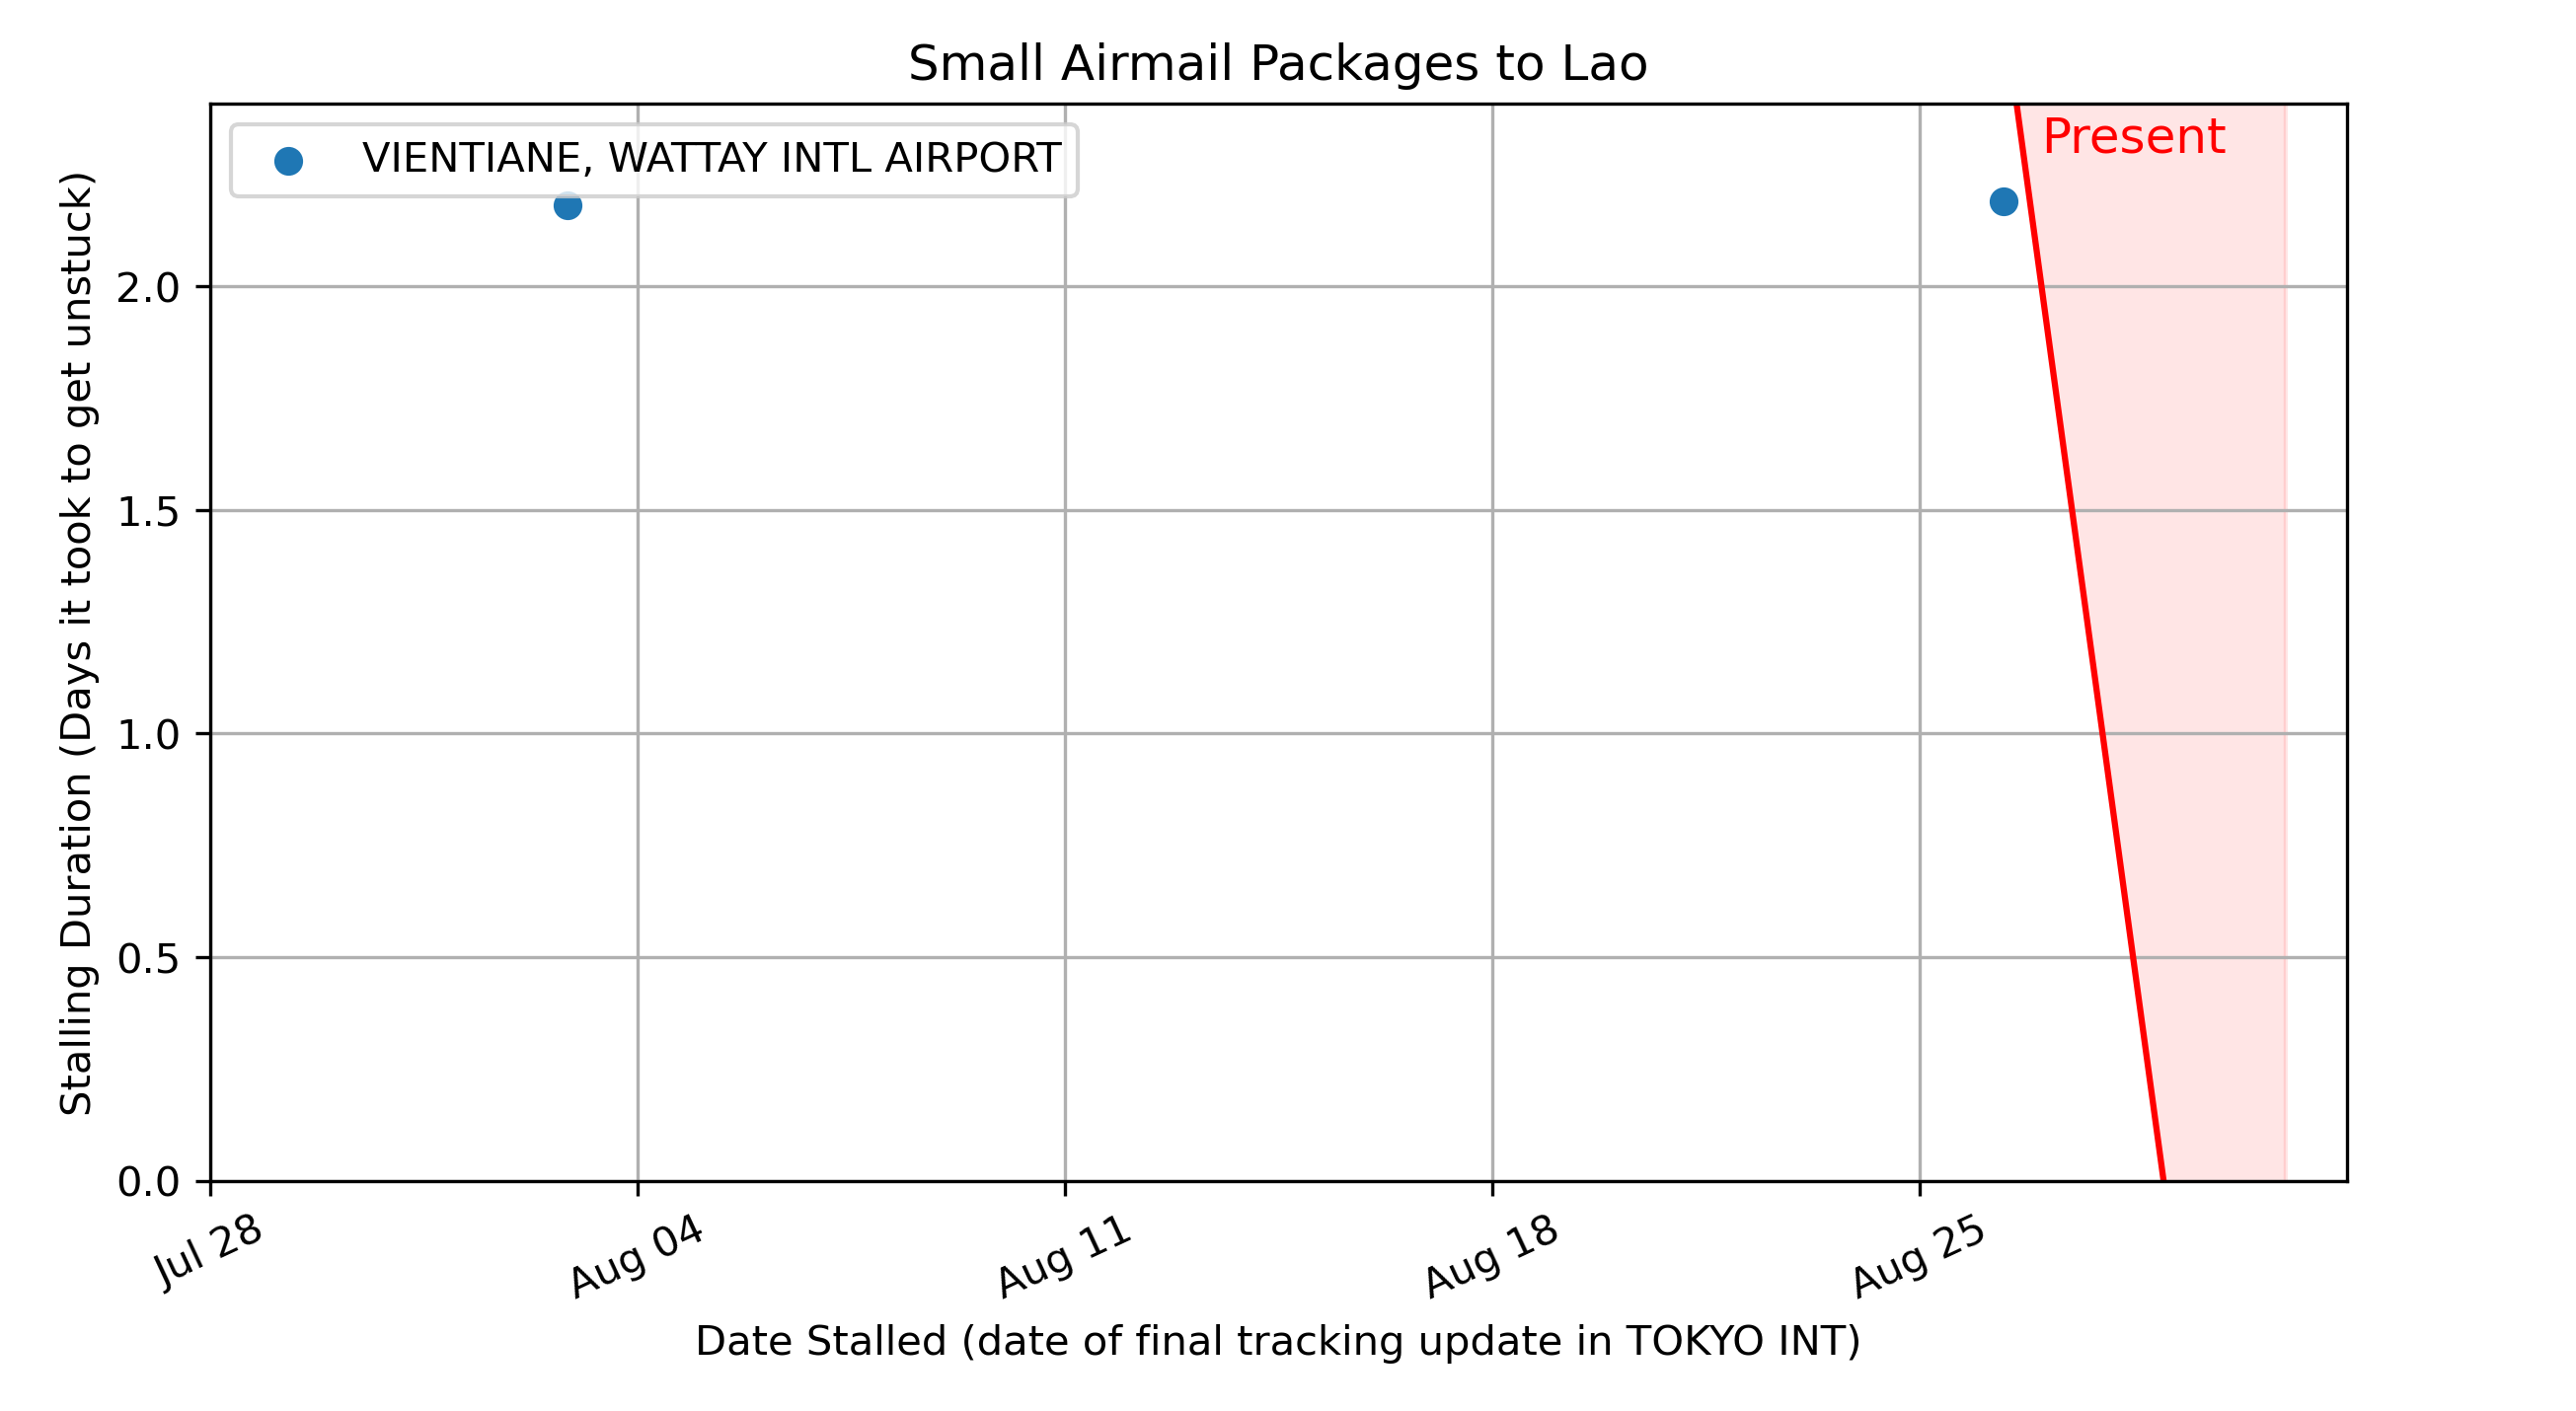 Small Airmail Packages to Lao
VIENTIANE, WATTAY INTL AIRPORT
Present
Stalling Duration (Days it took to get unstuck)
2.0
1.5
1.0
0.5
0.0
Jul 28
Aug 04
Aug 11
Aug 18
Aug 25
Date Stalled (date of final tracking update in TOKYO INT)